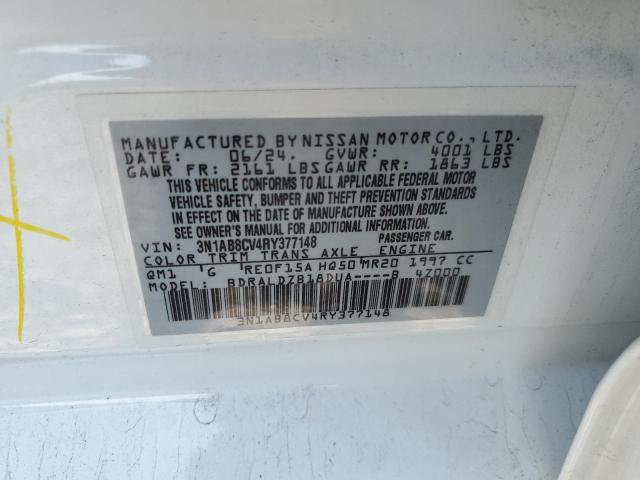 MANUFACTURED BY NISSAN MOTOR CO., LTD.
DATE: 06/24. GVWR: 4001 LBS
GAWR FR: 2161 LBS GAWR RR: 1863 LBS
THIS VEHICLE CONFORMS TO ALL APPLICABLE FEDERAL MOTOR
VEHICLE SAFETY, BUMPER AND THEFT PREVENTION STANDARDS
IN EFFECT ON THE DATE OF MANUFACTURE SHOWN ABOVE.
SEE OWNER'S MANUAL FOR ADDITIONAL INFORMATION.
VIN: 3N1AB8CV4RY377148 PASSENGER CAR.
COLOR TRIM TRANS AXLE ENGINE
QM1 G RE0F15A HQ50 MR20 1997 CC
MODEL: BDRALDZB18DUA----B 4Z000
3N1AB8CV4RY377148